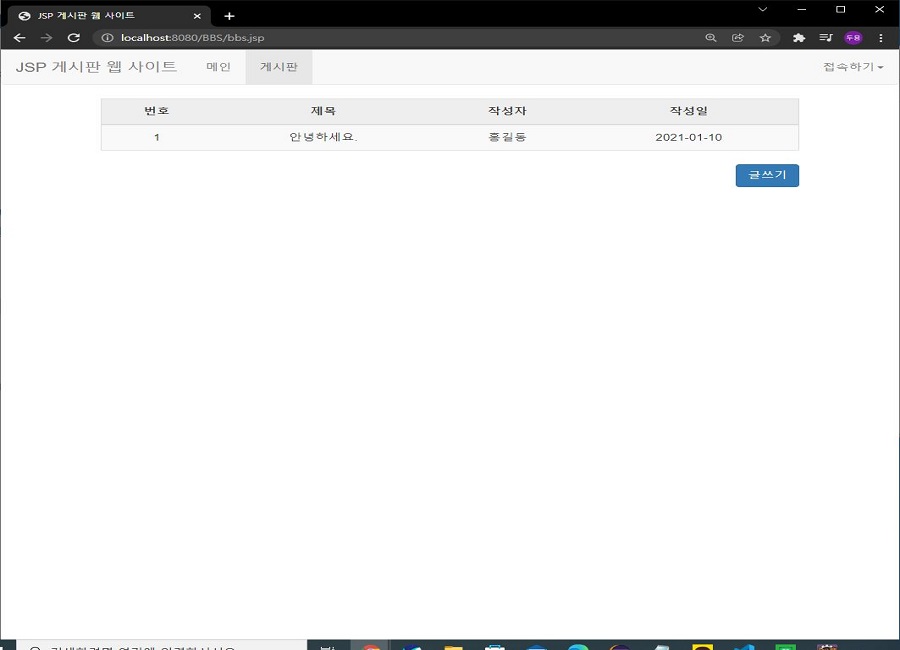 JSP 게시판 웹 사이트
localhost:8080/BBS/bbs.jsp
두용
JSP 게시판 웹 사이트 메인 게시판 접속하기
번호 제목 작성자 작성일
1 안녕하세요. 홍길동 2021-01-10
글쓰기